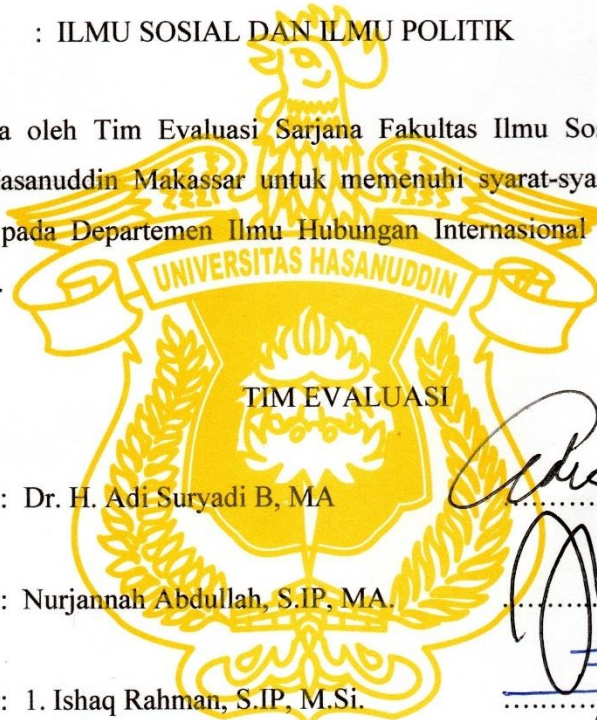 : ILMU SOSIAL DAN ILMU POLITIK
a oleh Tim Evaluasi Sarjana Fakultas Ilmu Sos
Hasanuddin Makassar untuk memenuhi syarat-sya
pada Departemen Ilmu Hubungan Internasional
UNIVERSITAS HASANUDDIN
TIM EVALUASI
: Dr. H. Adi Suryadi B, MA
: Nurjannah Abdullah, S.IP, MA.
: 1. Ishaq Rahman, S.IP, M.Si.